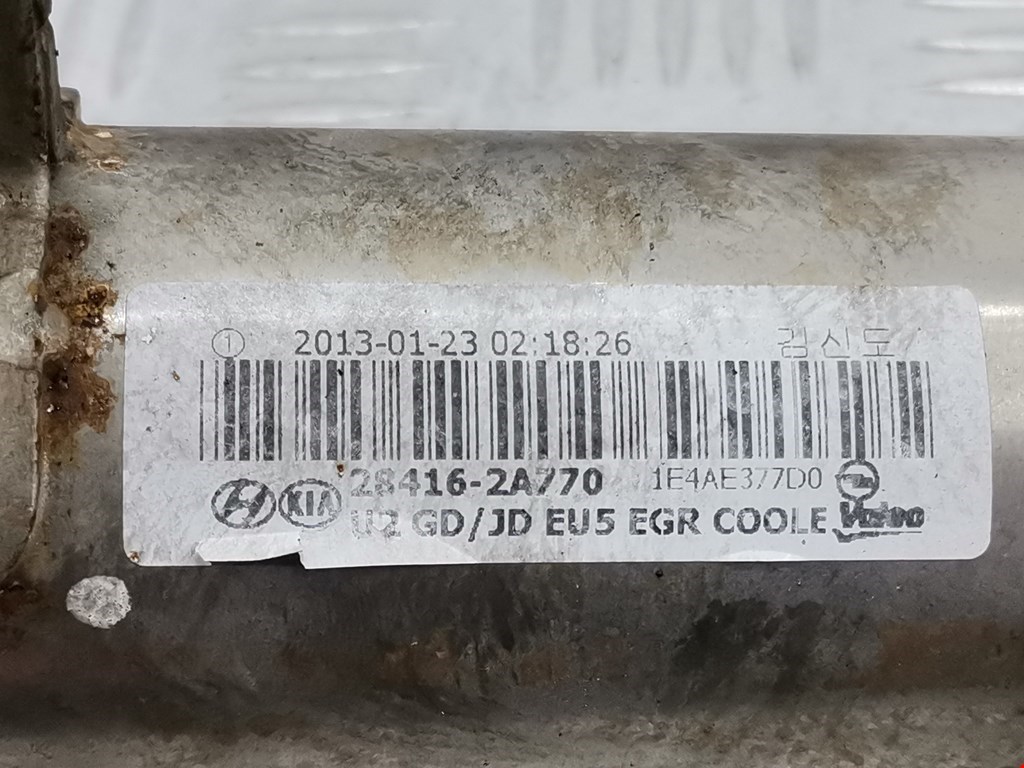 ① 2013-01-23 02:18:26 김신도
KIA 28416-2A770 1E4AE377D0
U2 GD/JD EU5 EGR COOLE Valeo